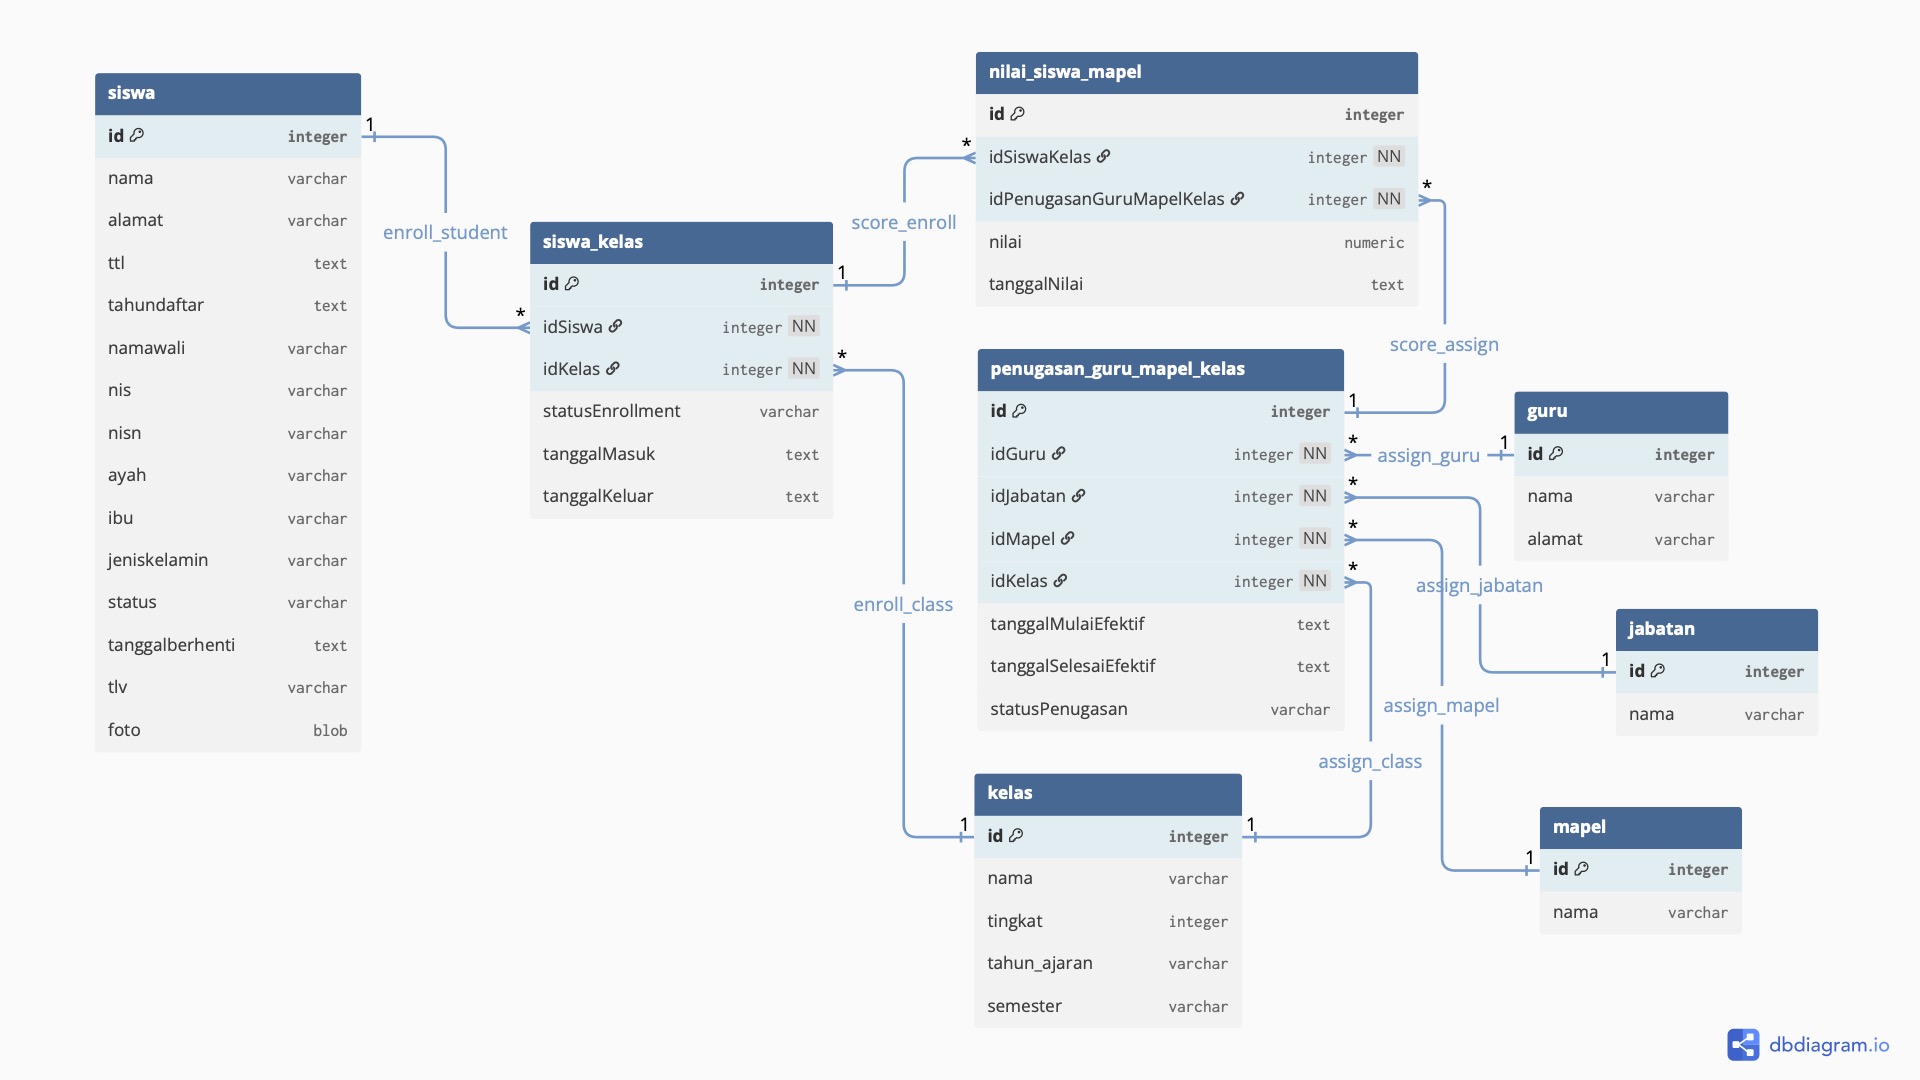 siswa
id integer
nama varchar
alamat varchar
ttl text
tahundaftar text
namawali varchar
nis varchar
nisn varchar
ayah varchar
ibu varchar
jeniskelamin varchar
status varchar
tanggalberhenti text
tlv varchar
foto blob
1
enroll_student
*
siswa_kelas
id integer
idSiswa integer NN
idKelas integer NN
statusEnrollment varchar
tanggalMasuk text
tanggalKeluar text
1
score_enroll
*
*
enroll_class
1
nilai_siswa_mapel
id integer
idSiswaKelas integer NN
idPenugasanGuruMapelKelas integer NN
nilai numeric
tanggalNilai text
*
score_assign
1
penugasan_guru_mapel_kelas
id integer
idGuru integer NN
idJabatan integer NN
idMapel integer NN
idKelas integer NN
tanggalMulaiEfektif text
tanggalSelesaiEfektif text
statusPenugasan varchar
* assign_guru 1
*
assign_jabatan
1
*
assign_mapel
1
*
assign_class
1
guru
id integer
nama varchar
alamat varchar
jabatan
id integer
nama varchar
kelas
id integer
nama varchar
tingkat integer
tahun_ajaran varchar
semester varchar
mapel
id integer
nama varchar
dbdiagram.io